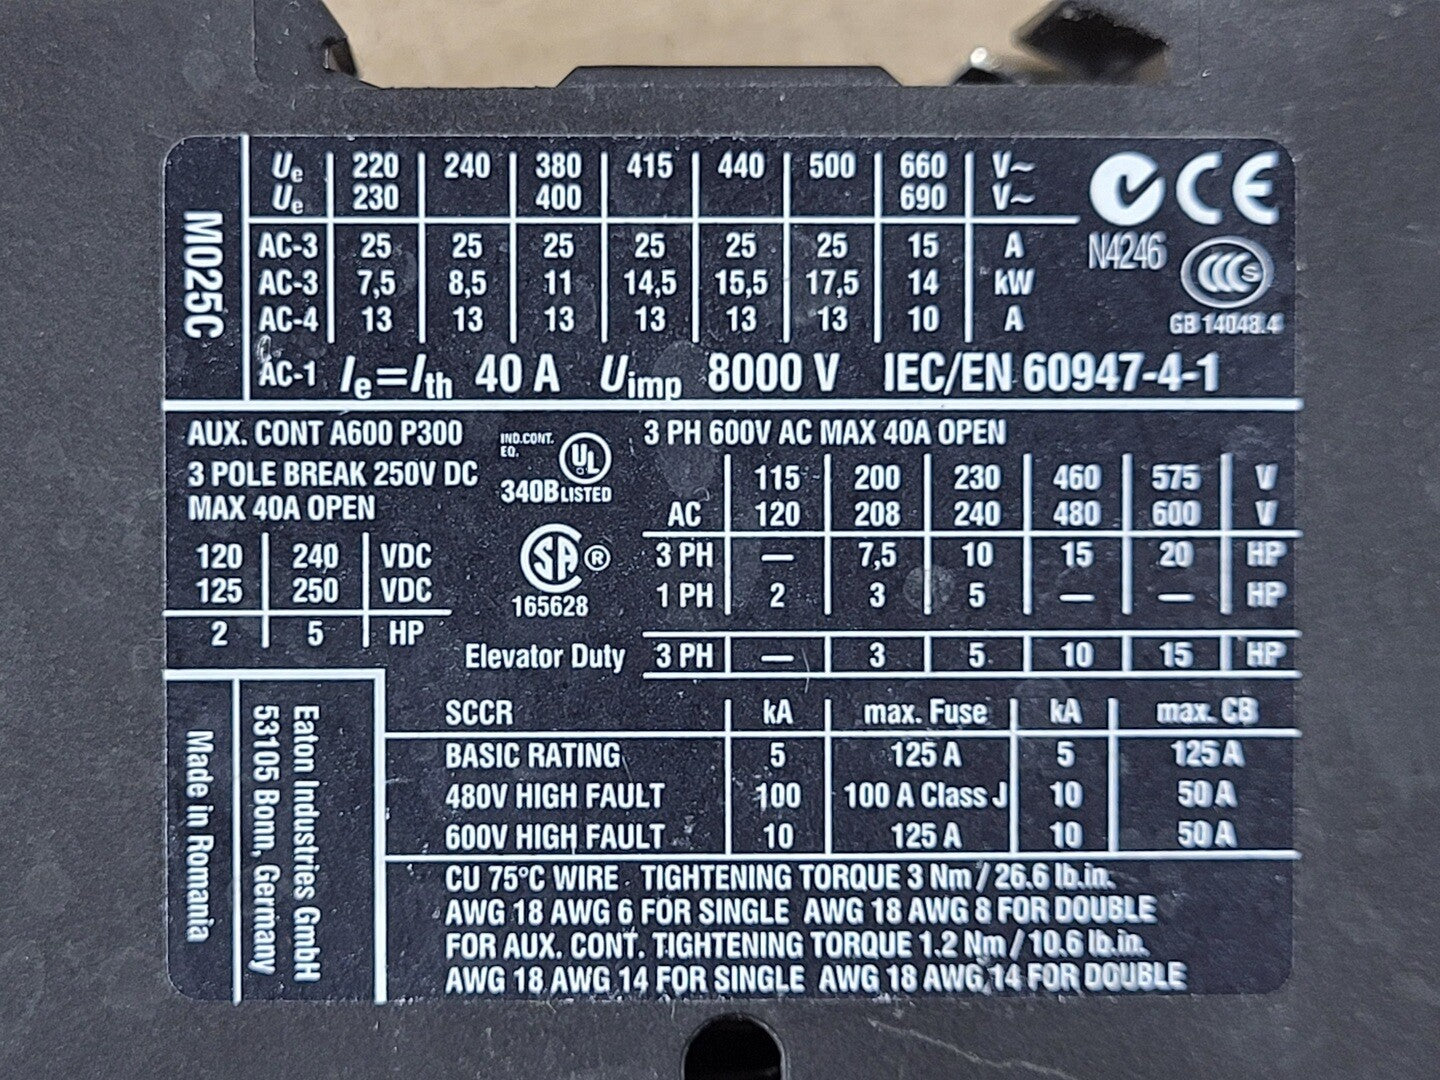 M025C
Ue 220 240 380 415 440 500 660 V~
Ue 230 400 690 V~
AC-3 25 25 25 25 25 25 15 A
AC-3 7,5 8,5 11 14,5 15,5 17,5 14 kW
AC-4 13 13 13 13 13 13 10 A
AC-1 Ie=Ith 40 A Uimp 8000 V IEC/EN 60947-4-1
CE
N4246
CCC S
GB 14048.4
AUX. CONT A600 P300
3 POLE BREAK 250V DC
MAX 40A OPEN
120 240 VDC
125 250 VDC
2 5 HP
IND.CONT.
EQ.
UL
340B LISTED
SA ®
165628
3 PH 600V AC MAX 40A OPEN
115 200 230 460 575 V
AC 120 208 240 480 600 V
3 PH — 7,5 10 15 20 HP
1 PH 2 3 5 — — HP
Elevator Duty 3 PH — 3 5 10 15 HP
SCCR kA max. Fuse kA max. CB
BASIC RATING 5 125 A 5 125 A
480V HIGH FAULT 100 100 A Class J 10 50 A
600V HIGH FAULT 10 125 A 10 50 A
CU 75°C WIRE . TIGHTENING TORQUE 3 Nm / 26.6 lb.in.
AWG 18 AWG 6 FOR SINGLE AWG 18 AWG 8 FOR DOUBLE
FOR AUX. CONT. TIGHTENING TORQUE 1.2 Nm / 10.6 lb.in.
AWG 18 AWG 14 FOR SINGLE AWG 18 AWG 14 FOR DOUBLE
Eaton Industries GmbH
53105 Bonn, Germany
Made in Romania